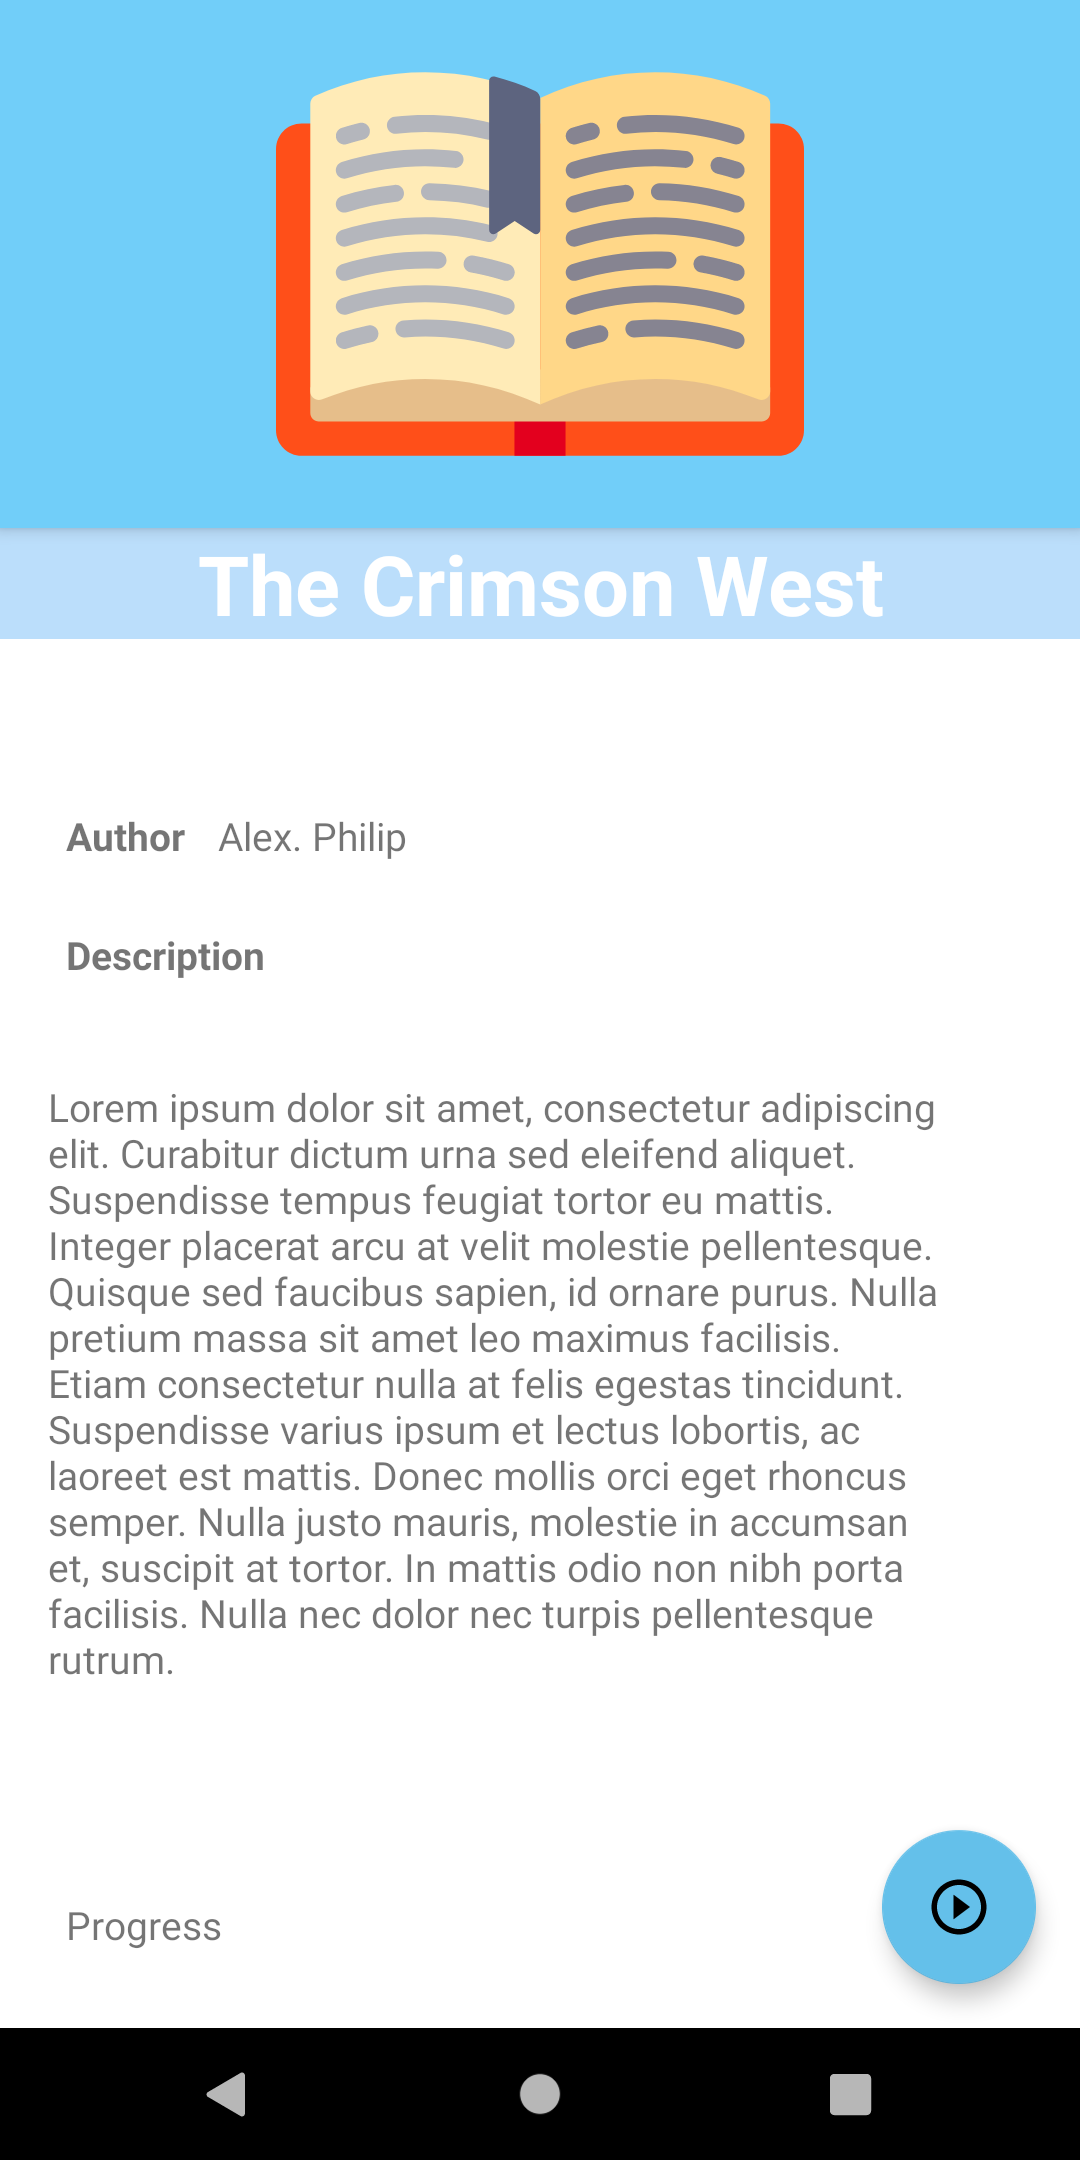 The Crimson West
Author Alex. Philip
Description
Lorem ipsum dolor sit amet, consectetur adipiscing
elit. Curabitur dictum urna sed eleifend aliquet.
Suspendisse tempus feugiat tortor eu mattis.
Integer placerat arcu at velit molestie pellentesque.
Quisque sed faucibus sapien, id ornare purus. Nulla
pretium massa sit amet leo maximus facilisis.
Etiam consectetur nulla at felis egestas tincidunt.
Suspendisse varius ipsum et lectus lobortis, ac
laoreet est mattis. Donec mollis orci eget rhoncus
semper. Nulla justo mauris, molestie in accumsan
et, suscipit at tortor. In mattis odio non nibh porta
facilisis. Nulla nec dolor nec turpis pellentesque
rutrum.
Progress